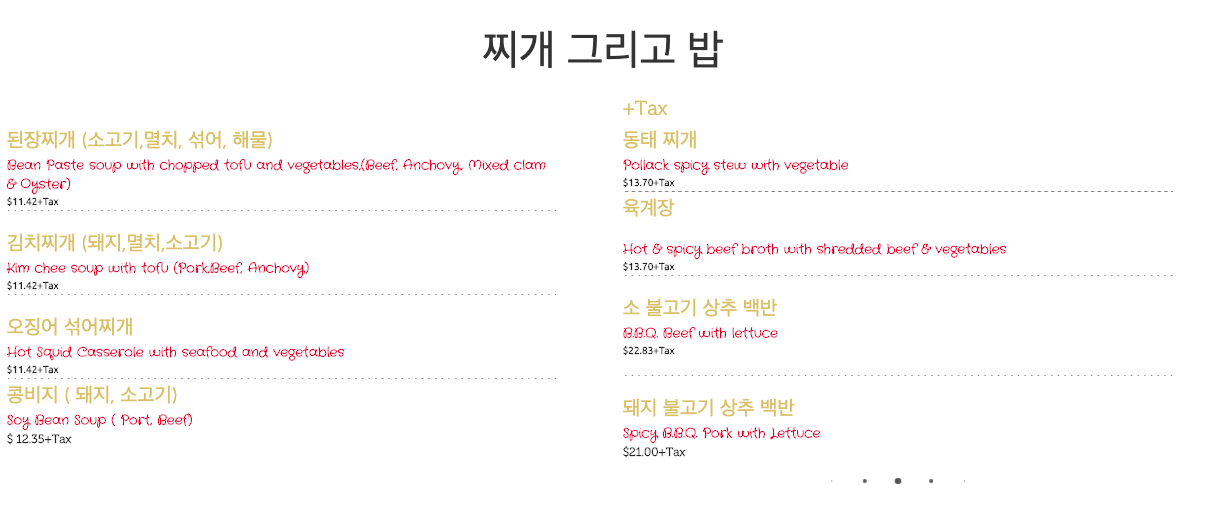 찌개 그리고 밥
된장찌개 (소고기,멸치, 섞어, 해물)
Bean Paste soup with chopped tofu and vegetables,(Beef, Anchovy, Mixed clam
& Oyster)
$11.42+Tax
김치찌개 (돼지,멸치,소고기)
Kim chee soup with tofu (Pork,Beef, Anchovy)
$11.42+Tax
오징어 섞어찌개
Hot Squid Casserole with seafood and vegetables
$11.42+Tax
콩비지 ( 돼지, 소고기)
Soy Bean Soup ( Port, Beef)
$ 12.35+Tax
+Tax
동태 찌개
Pollack spicy stew with vegetable
$13.70+Tax
육계장
Hot & spicy beef broth with shredded beef & vegetables
$13.70+Tax
소 불고기 상추 백반
B.B.Q. Beef with lettuce
$22.83+Tax
돼지 불고기 상추 백반
Spicy B.B.Q. Pork with Lettuce
$21.00+Tax